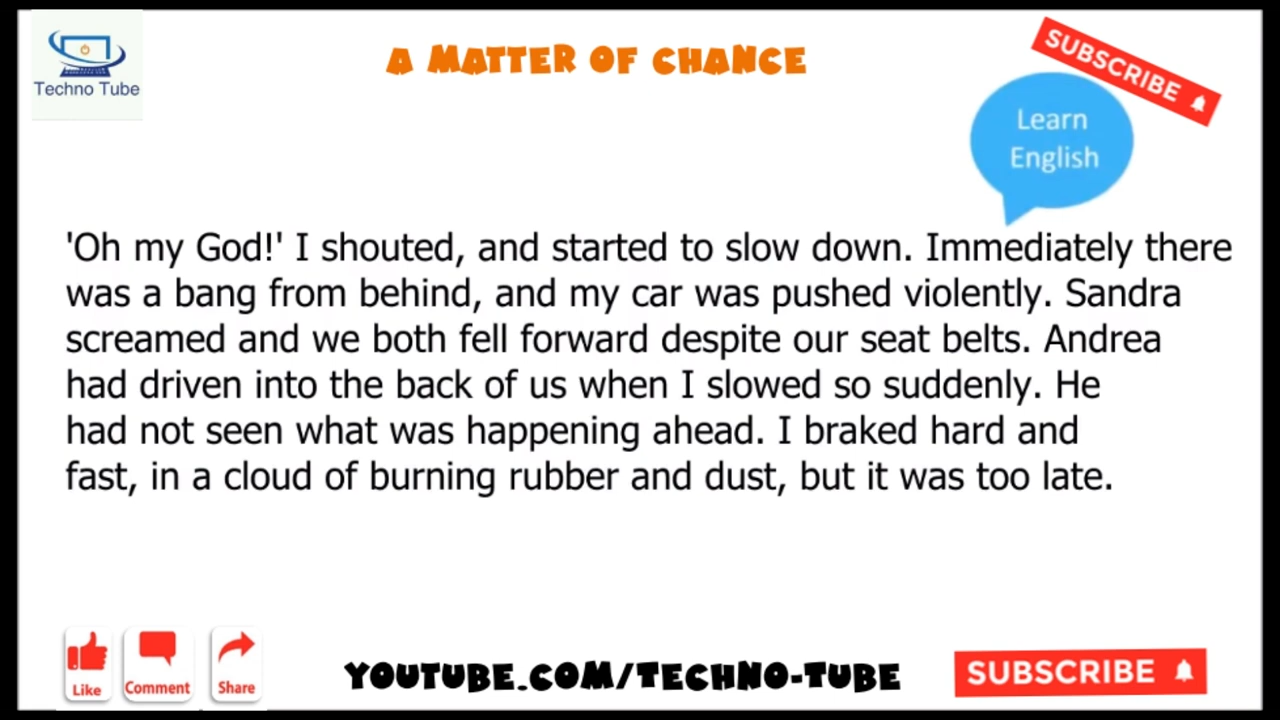 A MATTER OF CHANCE
SUBSCRIBE
Techno Tube
Learn
English
'Oh my God!' I shouted, and started to slow down. Immediately there
was a bang from behind, and my car was pushed violently. Sandra
screamed and we both fell forward despite our seat belts. Andrea
had driven into the back of us when I slowed so suddenly. He
had not seen what was happening ahead. I braked hard and
fast, in a cloud of burning rubber and dust, but it was too late.
Like
Comment
Share
YOUTUBE.COM/TECHNO-TUBE
SUBSCRIBE